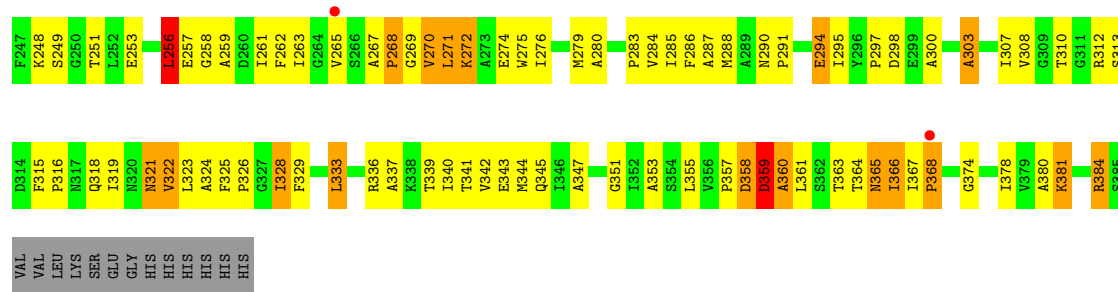 F247 K248 S249 G250 T251 L252 E253 L256 E257 G258 A259 D260 I261 F262 I263 G264 V265 S266 A267 P268 G269 V270 L271 K272 A273 E274 W275 I276 M279 A280 P283 V284 I285 F286 A287 M288 A289 N290 P291 E294 I295 Y296 P297 D298 E299 A300 A303 I307 V308 G309 T310 G311 R312 S313
D314 F315 P316 N317 Q318 I319 N320 N321 V322 L323 A324 F325 P326 G327 I328 F329 L333 R336 A337 K338 T339 I340 T341 V342 E343 M344 Q345 I346 A347 G351 I352 A353 S354 L355 V356 P357 D358 D359 A360 L361 S362 T363 T364 N365 I366 I367 P368 G374 I378 V379 A380 K381 R384 S385
VAL VAL LEU LYS SER GLU GLY HIS HIS HIS HIS HIS HIS